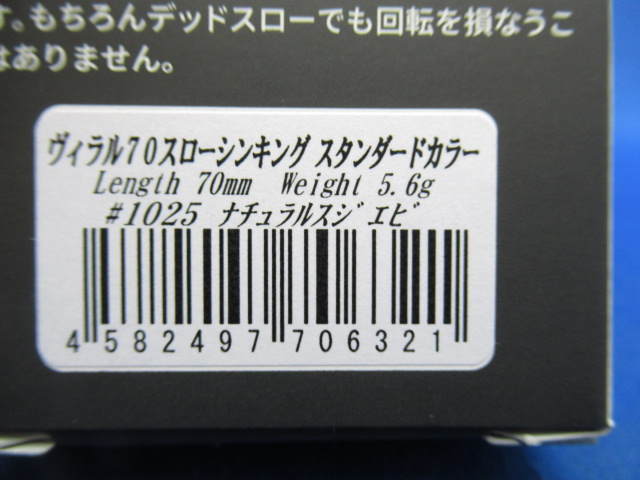 す。もちろんデッドスローでも回転を損なうこ
はありません。
ヴィラル70スローシンキング スタンダードカラー
Length 70mm Weight 5.6g
#1025 ナチュラルスジエビ
4 582497 706321